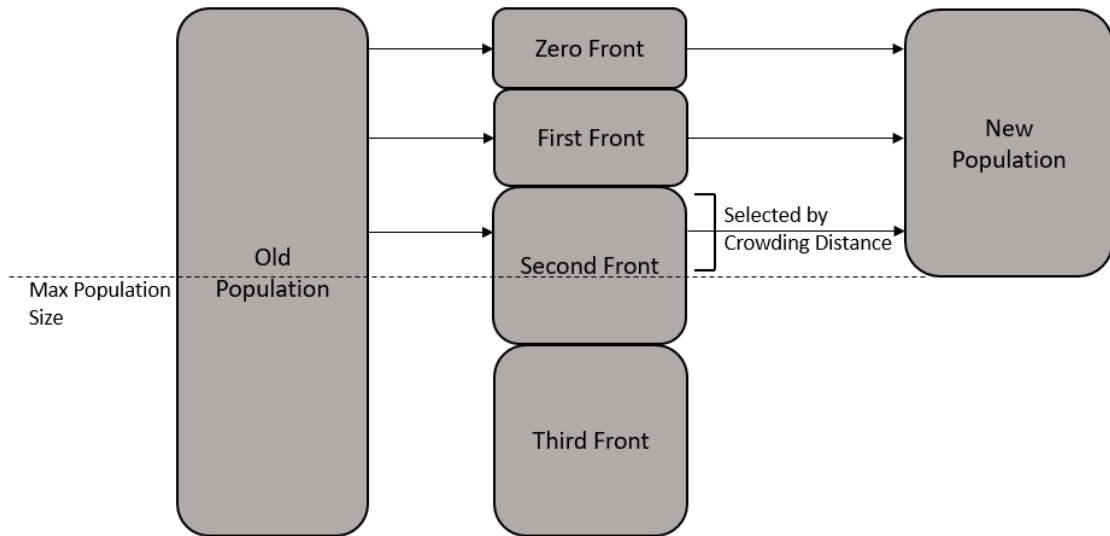 Zero Front
First Front
New
Population
Selected by
Crowding Distance
Old
Population
Second Front
Max Population
Size
Third Front